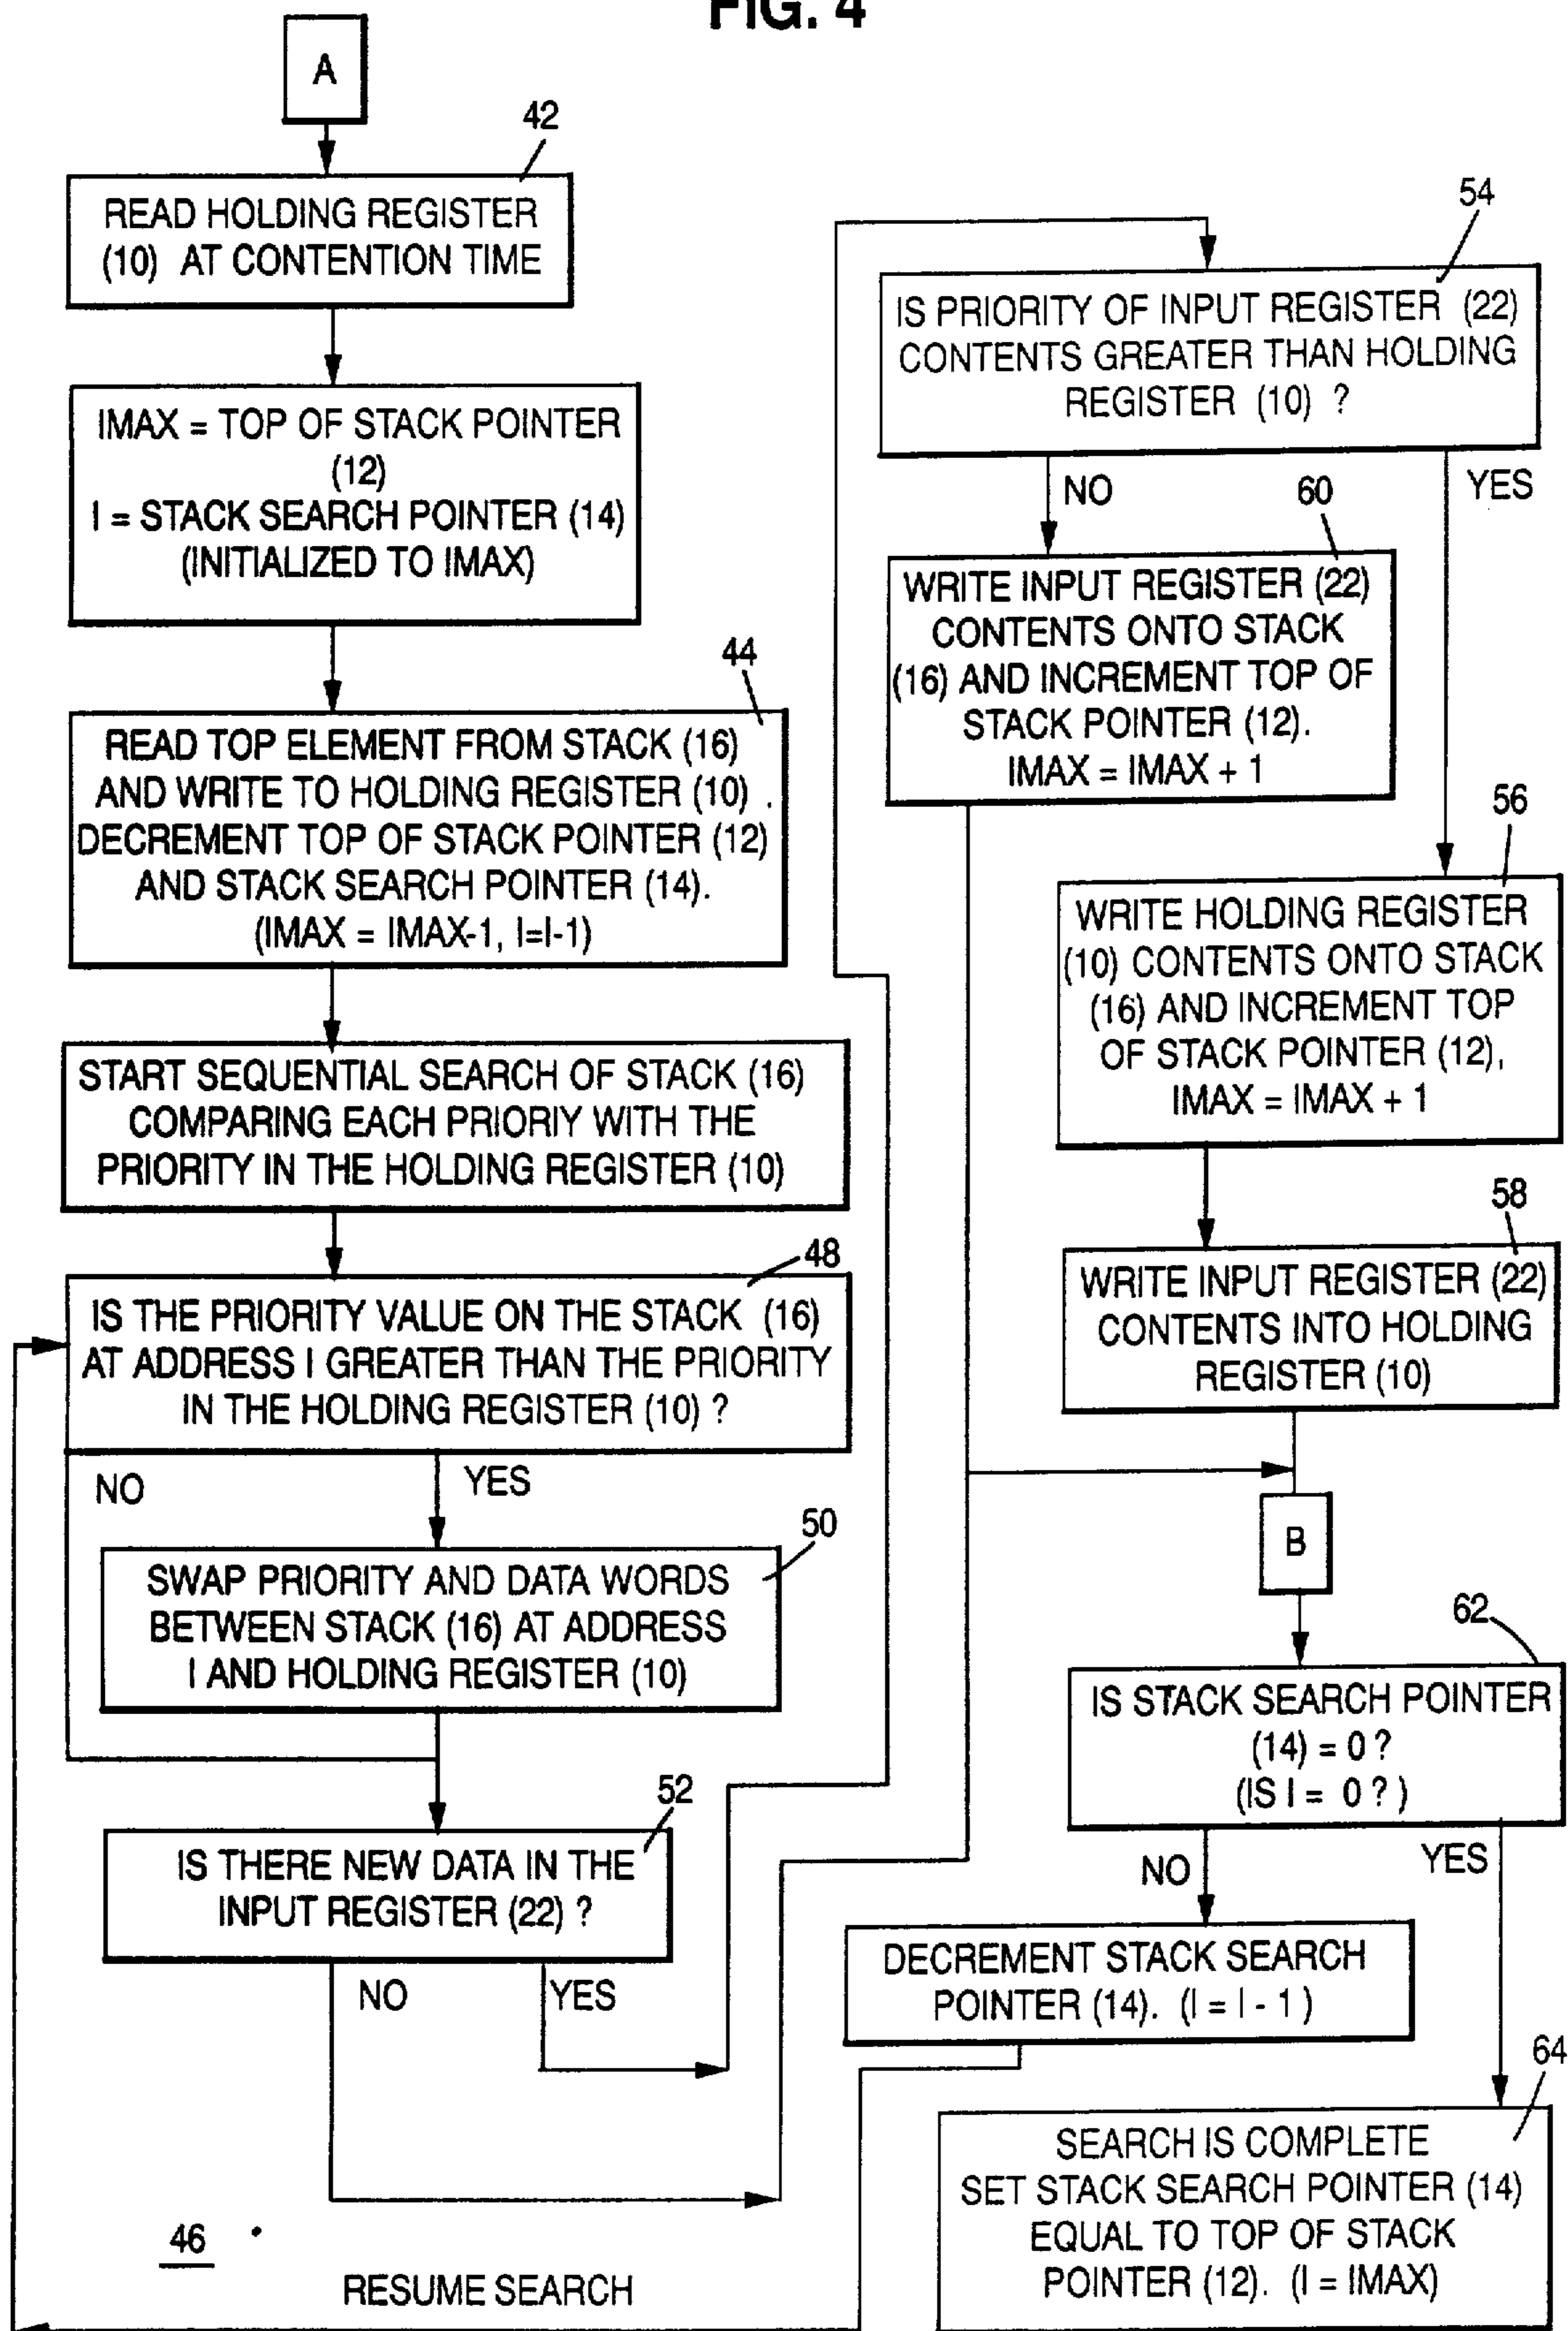 FIG. 4
A
42
READ HOLDING REGISTER
(10) AT CONTENTION TIME
IMAX = TOP OF STACK POINTER
(12)
I = STACK SEARCH POINTER (14)
(INITIALIZED TO IMAX)
44
READ TOP ELEMENT FROM STACK (16)
AND WRITE TO HOLDING REGISTER (10) .
DECREMENT TOP OF STACK POINTER (12)
AND STACK SEARCH POINTER (14).
(IMAX = IMAX-1, I=I-1)
START SEQUENTIAL SEARCH OF STACK (16)
COMPARING EACH PRIORIY WITH THE
PRIORITY IN THE HOLDING REGISTER (10)
48
IS THE PRIORITY VALUE ON THE STACK (16)
AT ADDRESS I GREATER THAN THE PRIORITY
IN THE HOLDING REGISTER (10) ?
NO
YES
50
SWAP PRIORITY AND DATA WORDS
BETWEEN STACK (16) AT ADDRESS
I AND HOLDING REGISTER (10)
52
IS THERE NEW DATA IN THE
INPUT REGISTER (22) ?
NO
YES
46
RESUME SEARCH
54
IS PRIORITY OF INPUT REGISTER (22)
CONTENTS GREATER THAN HOLDING
REGISTER (10) ?
NO
60
YES
WRITE INPUT REGISTER (22)
CONTENTS ONTO STACK
(16) AND INCREMENT TOP OF
STACK POINTER (12).
IMAX = IMAX + 1
56
WRITE HOLDING REGISTER
(10) CONTENTS ONTO STACK
(16) AND INCREMENT TOP
OF STACK POINTER (12),
IMAX = IMAX + 1
58
WRITE INPUT REGISTER (22)
CONTENTS INTO HOLDING
REGISTER (10)
B
62
IS STACK SEARCH POINTER
(14) = 0 ?
(IS I = 0 ? )
NO
YES
DECREMENT STACK SEARCH
POINTER (14). (I = I - 1 )
64
SEARCH IS COMPLETE
SET STACK SEARCH POINTER (14)
EQUAL TO TOP OF STACK
POINTER (12). (I = IMAX)